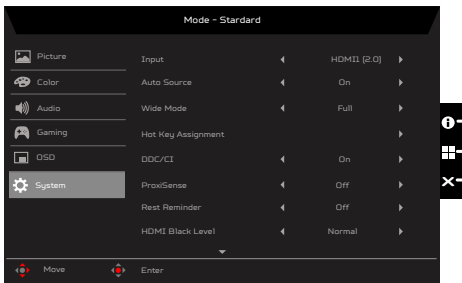 Mode - Stardard
Picture
Color
Audio
Gaming
OSD
System
Input HDMI1 (2.0)
Auto Source On
Wide Mode Full
Hot Key Assignment
DDC/CI On
ProxiSense Off
Rest Reminder Off
HDMI Black Level Normal
Move Enter